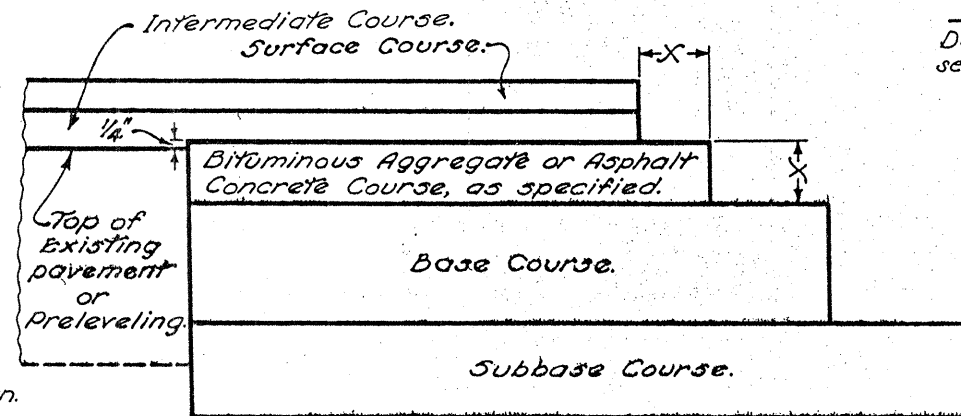 Intermediate Course.
Surface Course.
X
1/4"
Bituminous Aggregate or Asphalt
Concrete Course, as specified.
X
Top of
Existing
pavement
or
Preleveling.
Base Course.
Subbase Course.